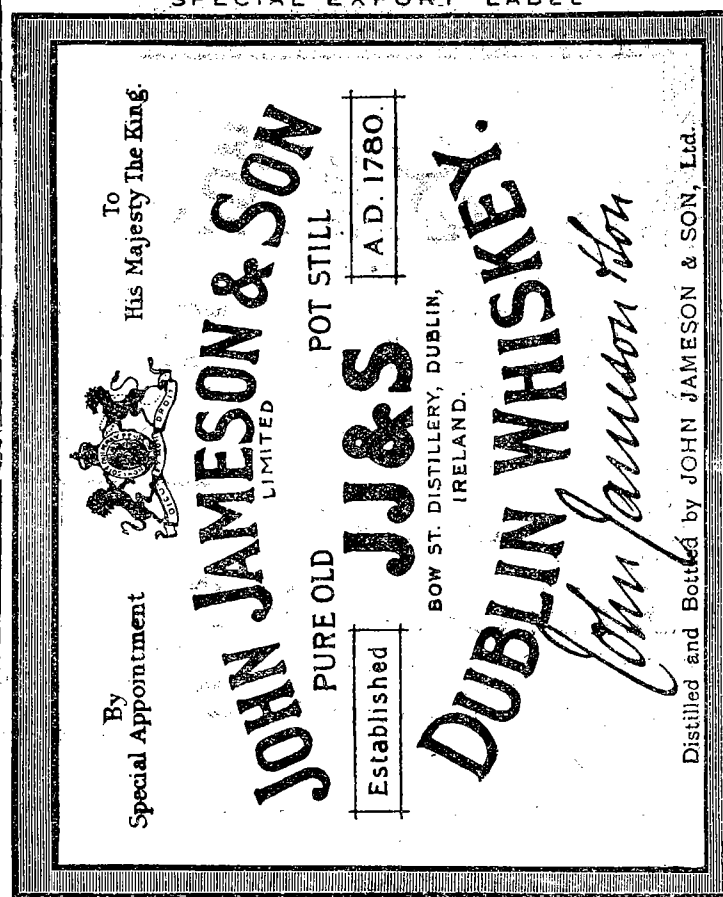 SPECIAL EXPORT LABEL
By
Special Appointment
To
His Majesty The King.
JOHN JAMESON & SON
LIMITED
PURE OLD
POT STILL
Established
JJ&S
A.D. 1780.
BOW ST. DISTILLERY, DUBLIN,
IRELAND.
DUBLIN WHISKEY.
John Jameson & Son
Distilled and Bottled by JOHN JAMESON & SON, Ltd.